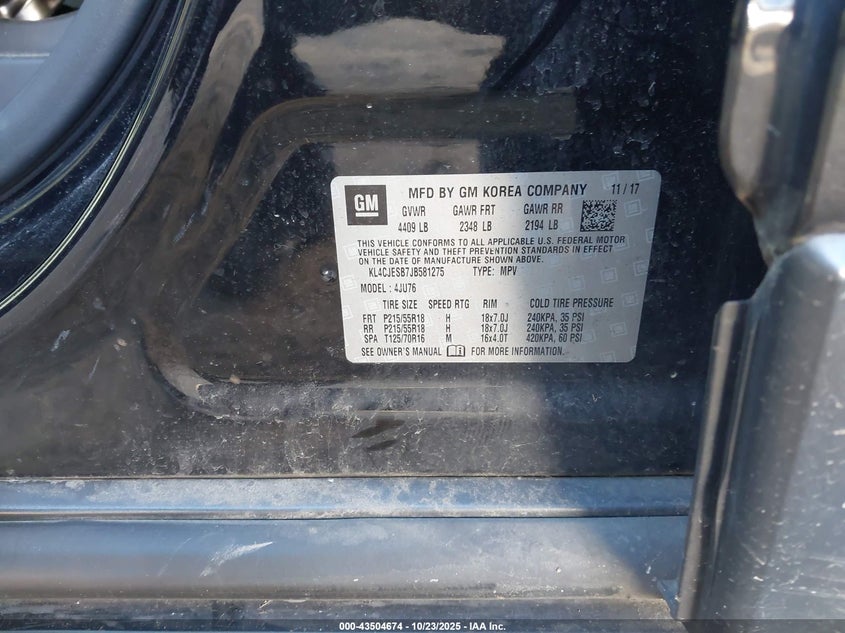 GM MFD BY GM KOREA COMPANY 11/17
GVWR GAWR FRT GAWR RR
4409 LB 2348 LB 2194 LB
THIS VEHICLE CONFORMS TO ALL APPLICABLE U.S. FEDERAL MOTOR
VEHICLE SAFETY AND THEFT PREVENTION STANDARDS IN EFFECT
ON THE DATE OF MANUFACTURE SHOWN ABOVE.
KL4CJESB7JB581275 TYPE: MPV
MODEL: 4JU76
TIRE SIZE SPEED RTG RIM COLD TIRE PRESSURE
FRT P215/55R18 H 18x7.0J 240KPA, 35 PSI
RR P215/55R18 H 18x7.0J 240KPA, 35 PSI
SPA T125/70R16 M 16x4.0T 420KPA, 60 PSI
SEE OWNER'S MANUAL FOR MORE INFORMATION.
000-43504674 - 10/23/2025 - IAA Inc.